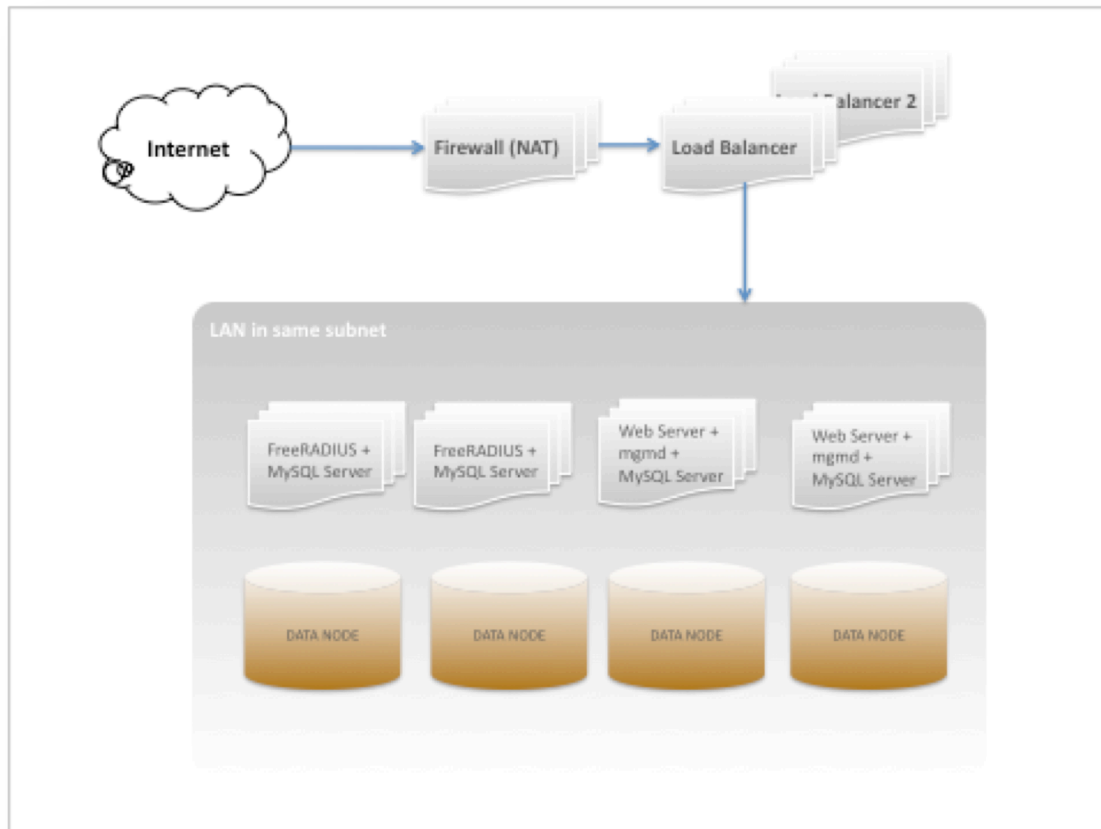 Internet
Firewall (NAT)
Load Balancer
Balancer 2
LAN in same subnet
FreeRADIUS +
MySQL Server
FreeRADIUS +
MySQL Server
Web Server +
mgmd +
MySQL Server
Web Server +
mgmd +
MySQL Server
DATA NODE
DATA NODE
DATA NODE
DATA NODE